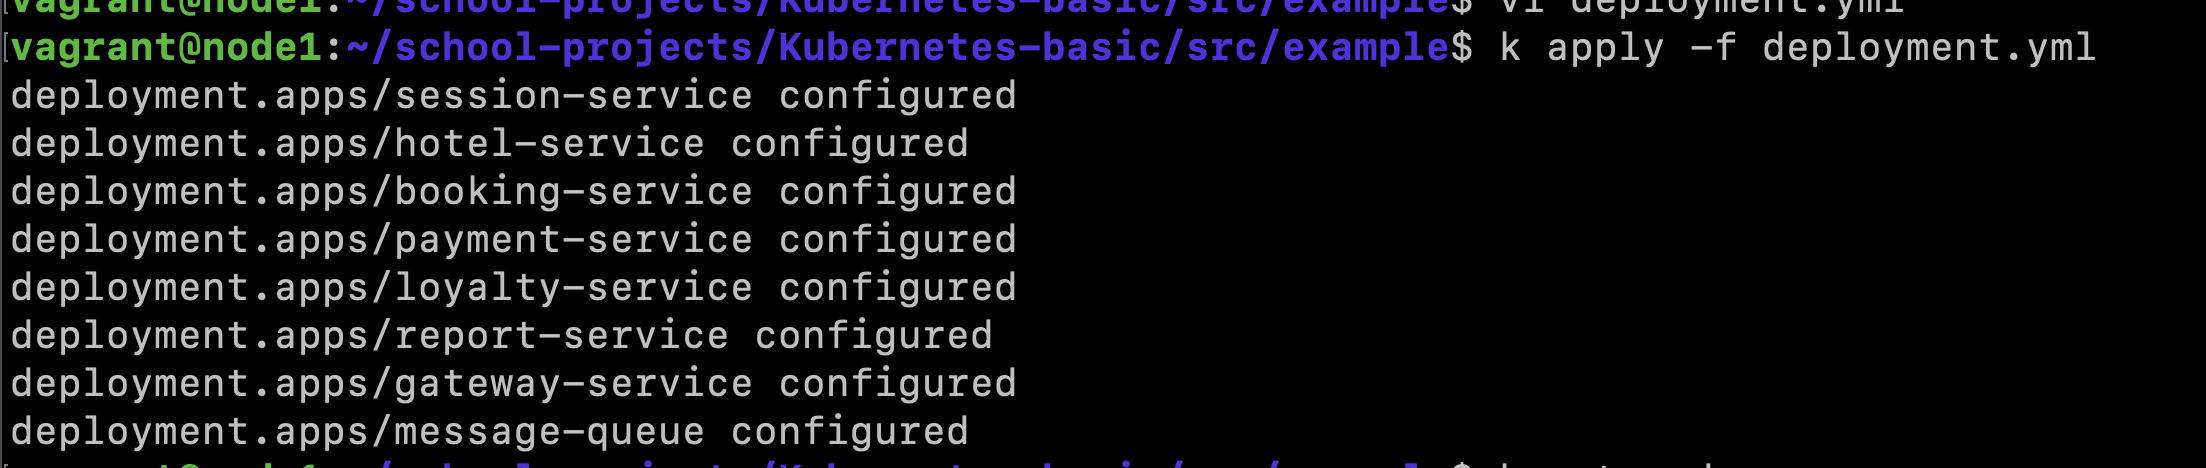 vagrant@node1:~/school-projects/Kubernetes-basic/src/example$ vi deployment.yml
vagrant@node1:~/school-projects/Kubernetes-basic/src/example$ k apply -f deployment.yml
deployment.apps/session-service configured
deployment.apps/hotel-service configured
deployment.apps/booking-service configured
deployment.apps/payment-service configured
deployment.apps/loyalty-service configured
deployment.apps/report-service configured
deployment.apps/gateway-service configured
deployment.apps/message-queue configured